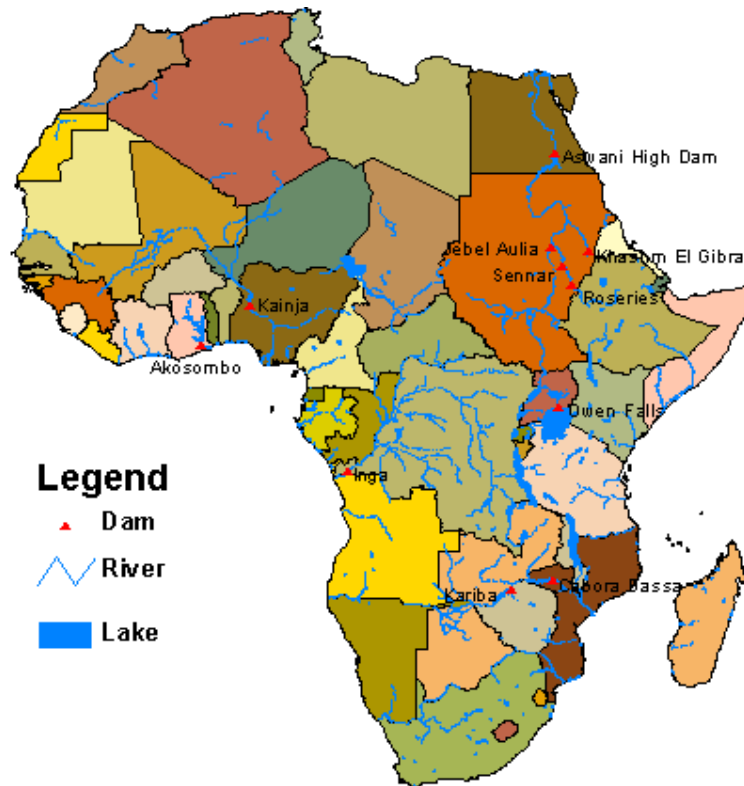 Aswani High Dam
Jebel Aulia
Khashm El Gibra
Sennar
Roseries
Kainja
Akosombo
Owen Falls
Inga
Legend
Dam
River
Lake
Kariba
Cabora Bassa